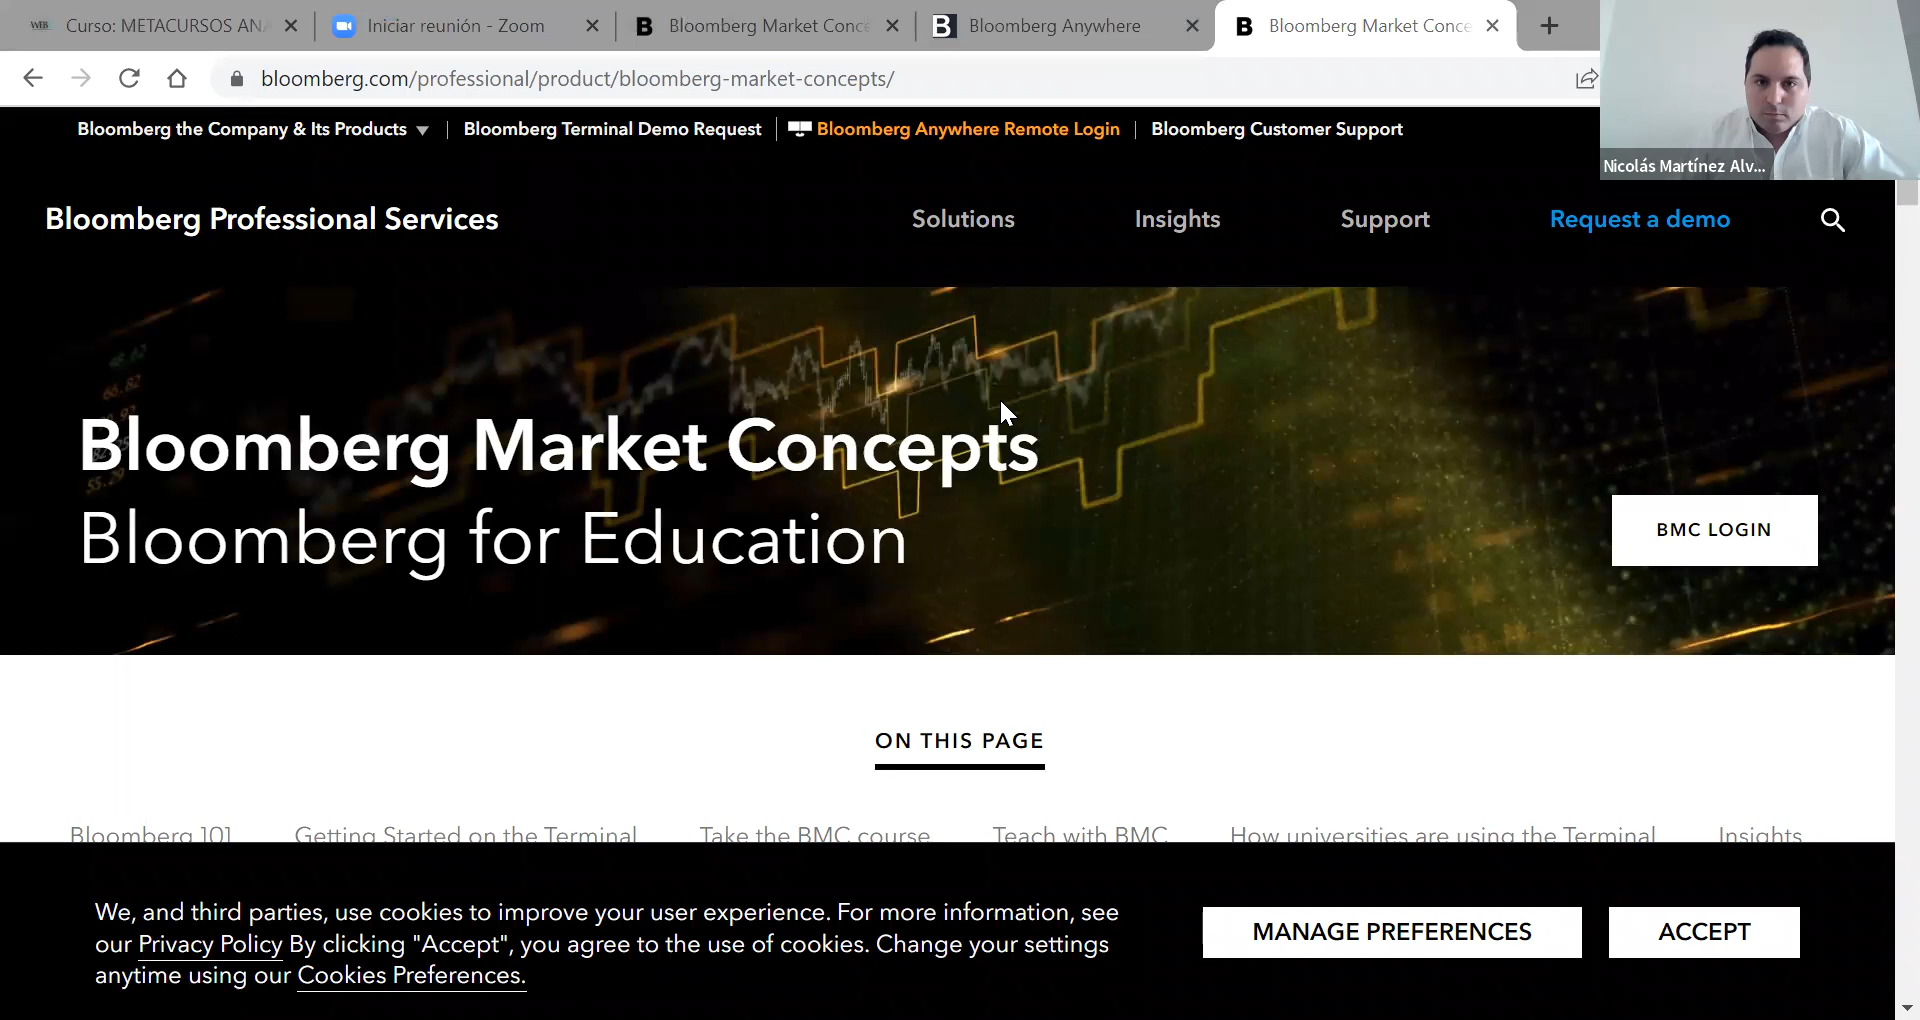 Curso: METACURSOS ANA
Iniciar reunión - Zoom
Bloomberg Market Conce
Bloomberg Anywhere
Bloomberg Market Conce
bloomberg.com/professional/product/bloomberg-market-concepts/
Nicolás Martínez Alv...
Bloomberg the Company & Its Products
Bloomberg Terminal Demo Request
Bloomberg Anywhere Remote Login
Bloomberg Customer Support
Bloomberg Professional Services
Solutions
Insights
Support
Request a demo
Bloomberg Market Concepts
Bloomberg for Education
BMC LOGIN
ON THIS PAGE
Bloomberg 101
Getting Started on the Terminal
Take the BMC course
Teach with BMC
How universities are using the Terminal
Insights
We, and third parties, use cookies to improve your user experience. For more information, see
our Privacy Policy By clicking "Accept", you agree to the use of cookies. Change your settings
anytime using our Cookies Preferences.
MANAGE PREFERENCES
ACCEPT